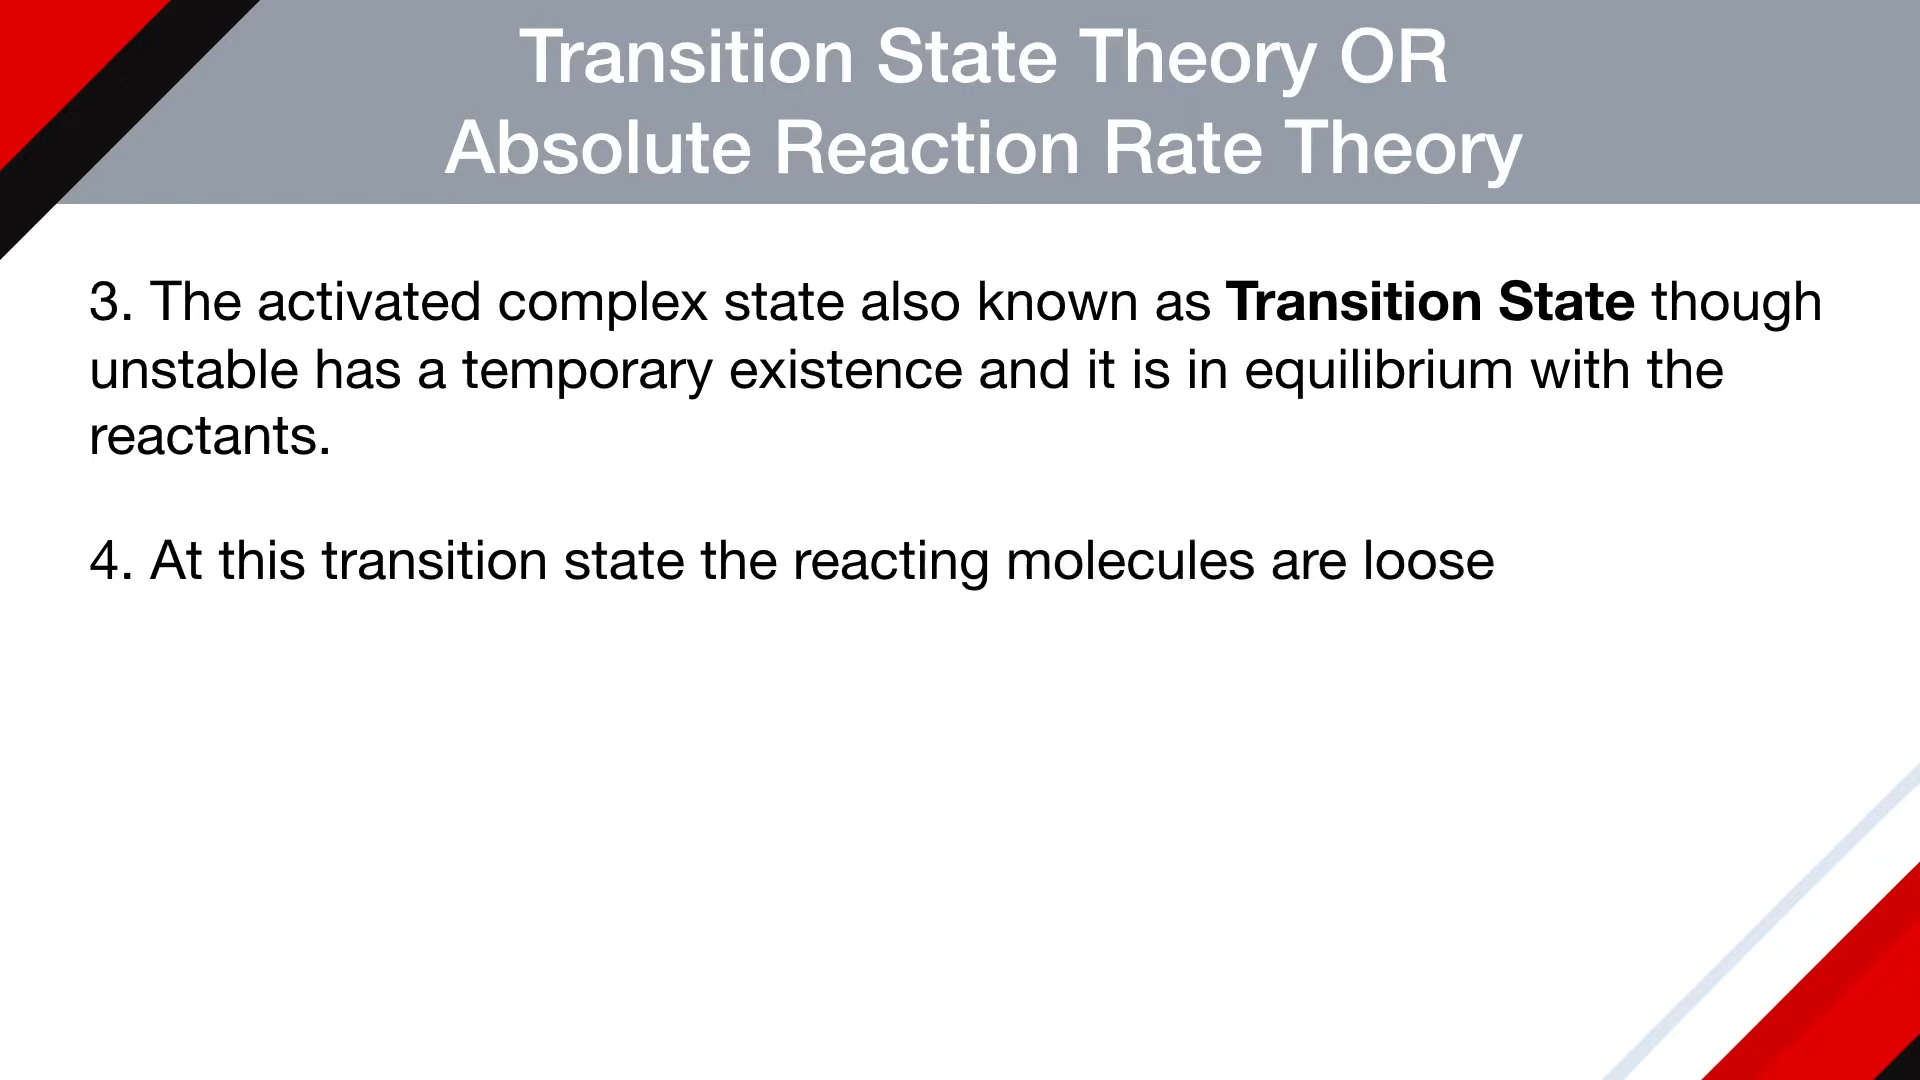 Transition State Theory OR
Absolute Reaction Rate Theory
3. The activated complex state also known as Transition State though
unstable has a temporary existence and it is in equilibrium with the
reactants.
4. At this transition state the reacting molecules are loose